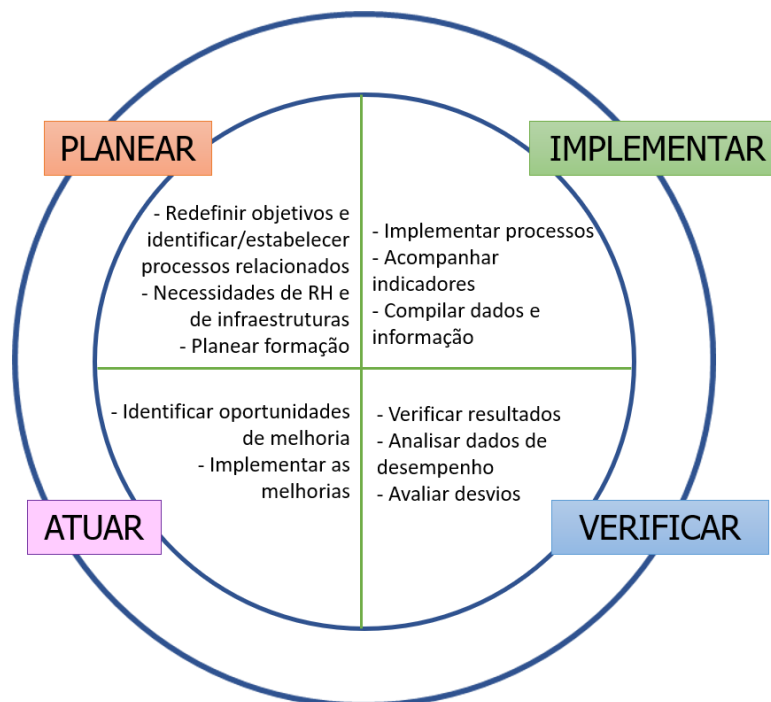 PLANEAR
- Redefinir objetivos e
identificar/estabelecer
processos relacionados
- Necessidades de RH e
de infraestruturas
- Planear formação
IMPLEMENTAR
- Implementar processos
- Acompanhar
indicadores
- Compilar dados e
informação
VERIFICAR
- Verificar resultados
- Analisar dados de
desempenho
- Avaliar desvios
ATUAR
- Identificar oportunidades
de melhoria
- Implementar as
melhorias